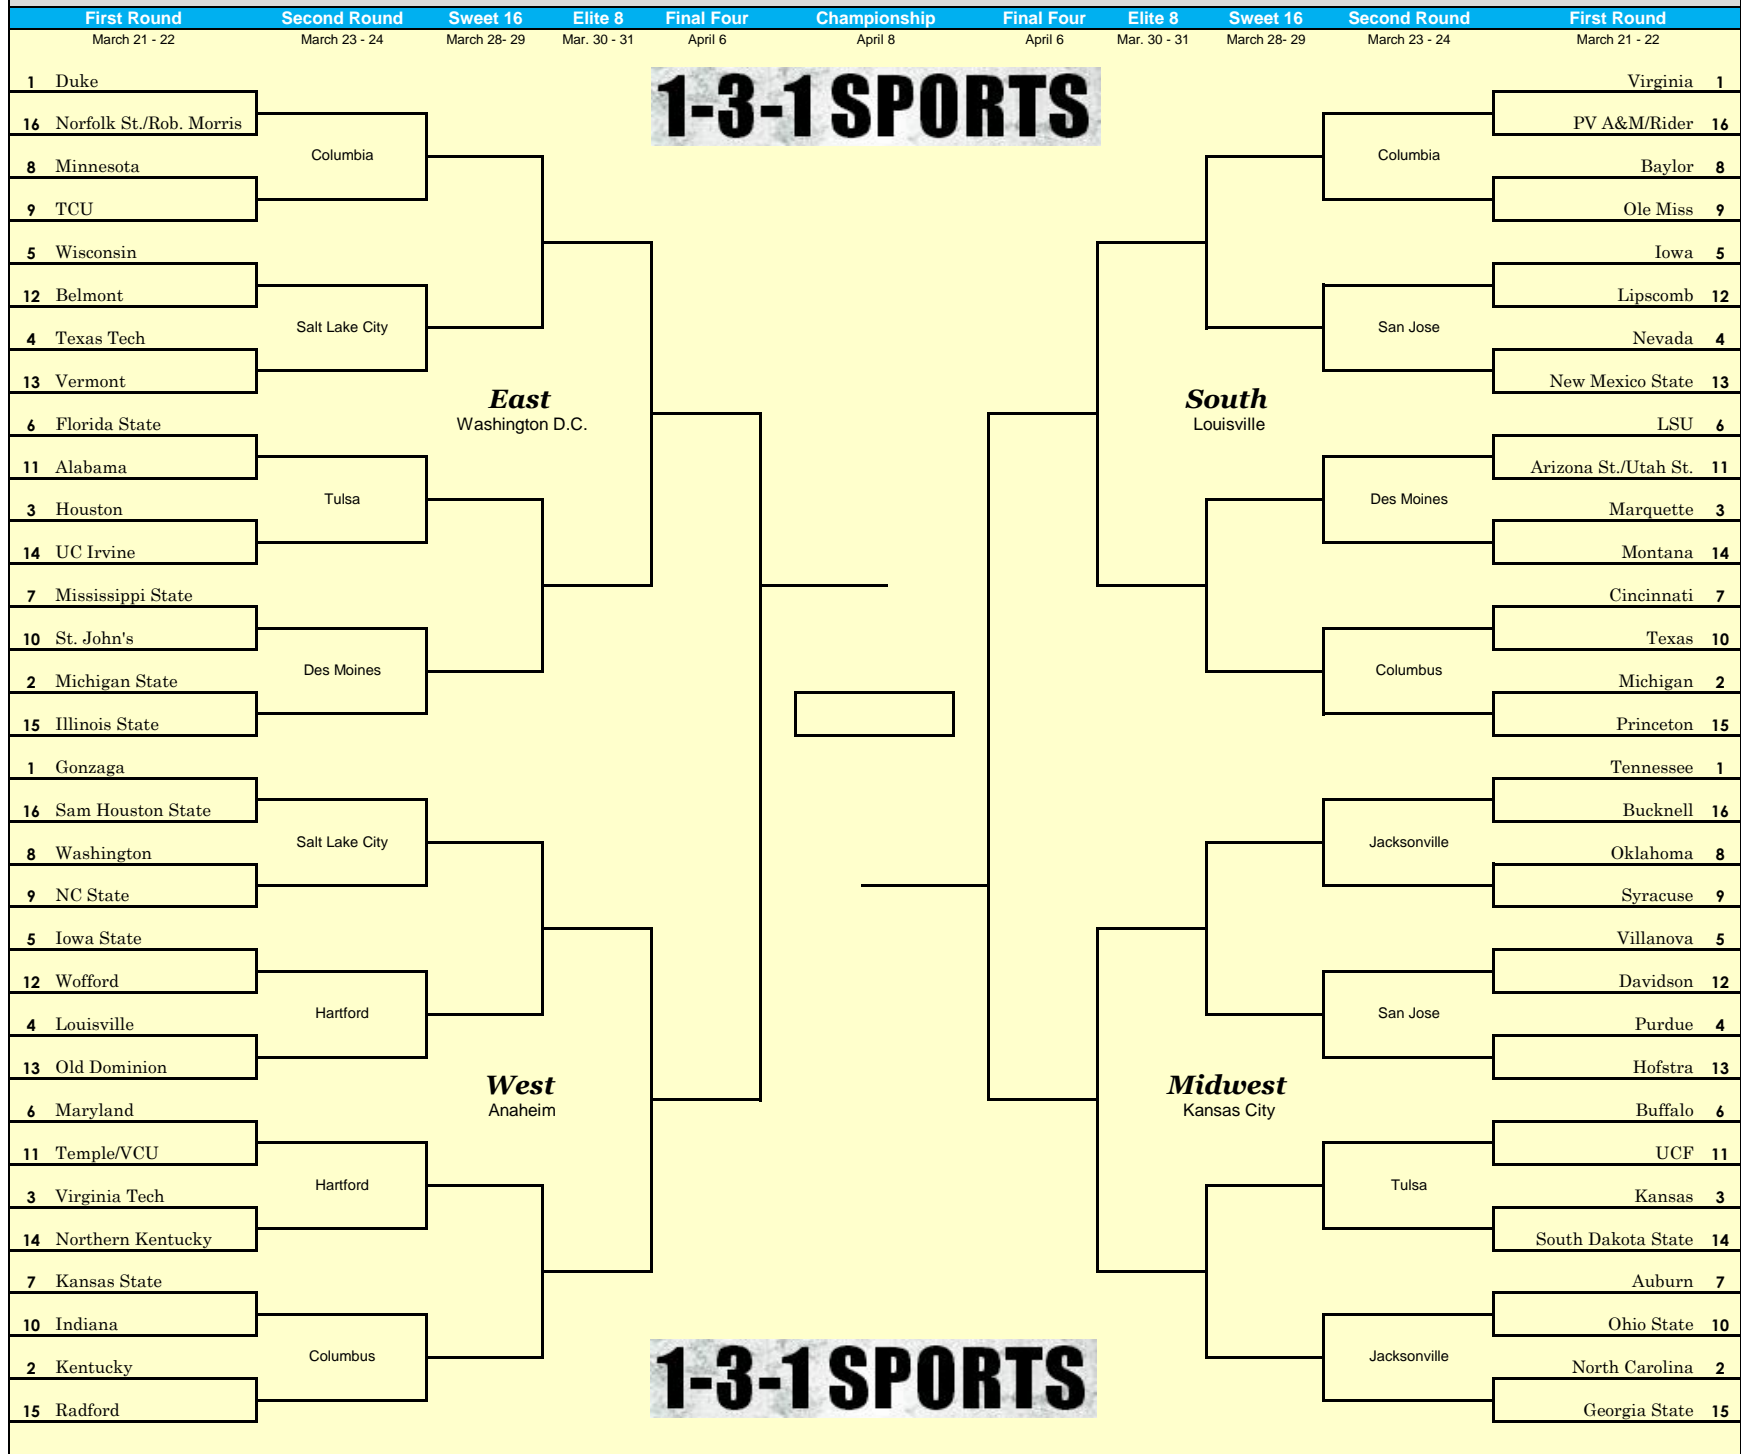 First Round Second Round Sweet 16 Elite 8 Final Four Championship Final Four Elite 8 Sweet 16 Second Round First Round
March 21 - 22 March 23 - 24 March 28- 29 Mar. 30 - 31 April 6 April 8 April 6 Mar. 30 - 31 March 28- 29 March 23 - 24 March 21 - 22
1-3-1 SPORTS
1 Duke
16 Norfolk St./Rob. Morris
Columbia
8 Minnesota
9 TCU
5 Wisconsin
12 Belmont
Salt Lake City
4 Texas Tech
13 Vermont
East
Washington D.C.
6 Florida State
11 Alabama
Tulsa
3 Houston
14 UC Irvine
7 Mississippi State
10 St. John's
Des Moines
2 Michigan State
15 Illinois State
1 Gonzaga
16 Sam Houston State
Salt Lake City
8 Washington
9 NC State
5 Iowa State
12 Wofford
Hartford
4 Louisville
13 Old Dominion
West
Anaheim
6 Maryland
11 Temple/VCU
Hartford
3 Virginia Tech
14 Northern Kentucky
7 Kansas State
10 Indiana
Columbus
2 Kentucky
15 Radford
Virginia 1
PV A&M/Rider 16
Columbia
Baylor 8
Ole Miss 9
Iowa 5
Lipscomb 12
San Jose
Nevada 4
New Mexico State 13
South
Louisville
LSU 6
Arizona St./Utah St. 11
Des Moines
Marquette 3
Montana 14
Cincinnati 7
Texas 10
Columbus
Michigan 2
Princeton 15
Tennessee 1
Bucknell 16
Jacksonville
Oklahoma 8
Syracuse 9
Villanova 5
Davidson 12
San Jose
Purdue 4
Hofstra 13
Midwest
Kansas City
Buffalo 6
UCF 11
Tulsa
Kansas 3
South Dakota State 14
Auburn 7
Ohio State 10
Jacksonville
North Carolina 2
Georgia State 15
1-3-1 SPORTS